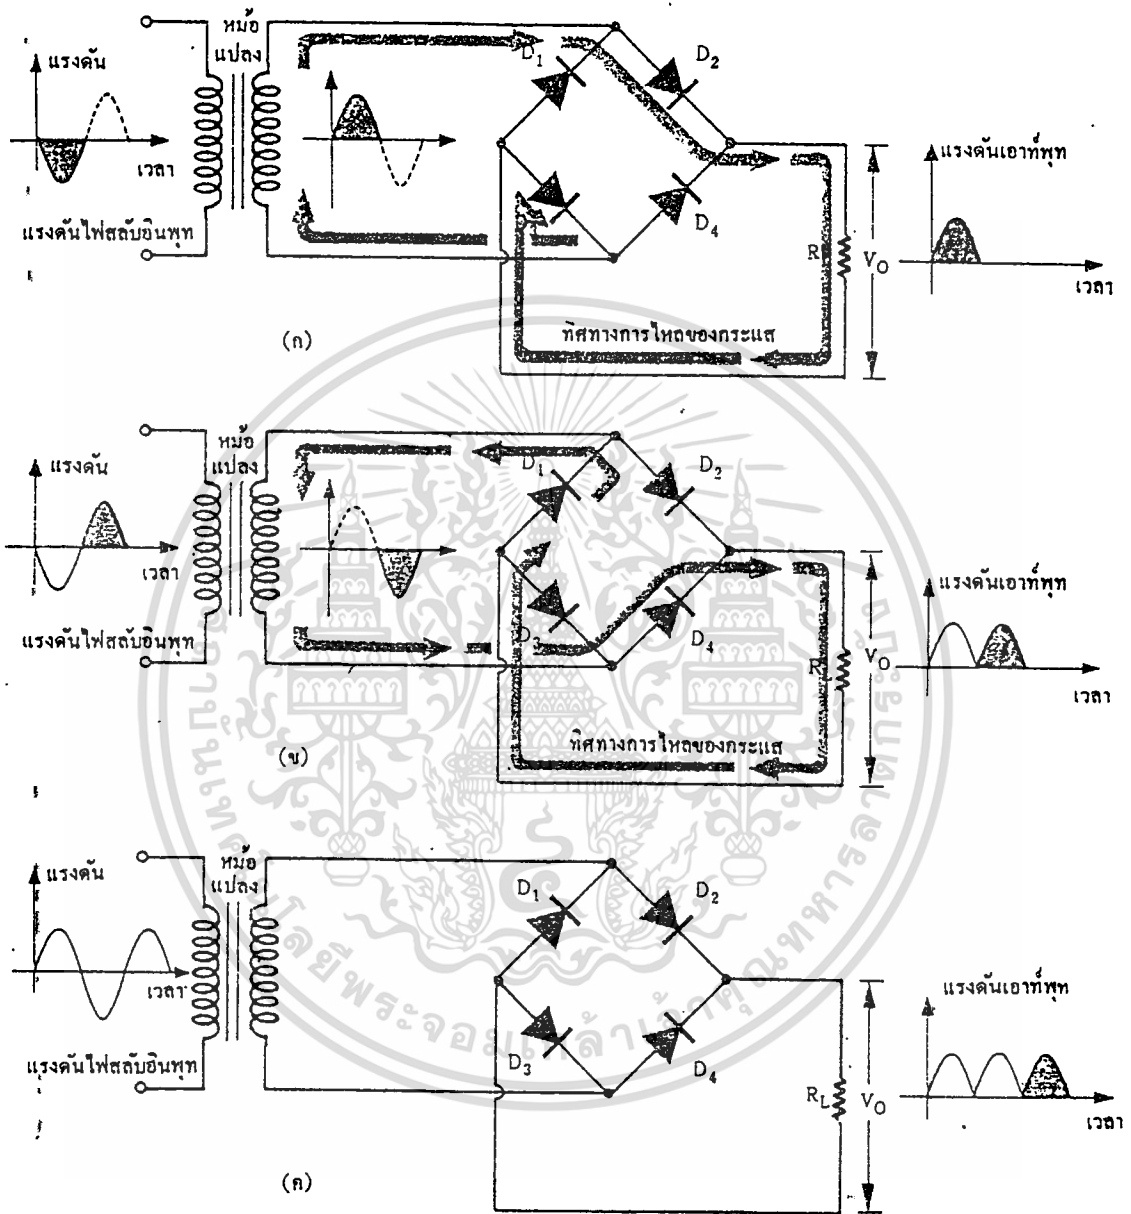 หม้อ
แปลง
แรงดัน
เวลา
แรงดันไฟสลับอินพุท
D1
D2
D4
R
VO
แรงดันเอาท์พุท
เวลา
ทิศทางการไหลของกระแส
(ก)
หม้อ
แปลง
แรงดัน
เวลา
แรงดันไฟสลับอินพุท
D1
D2
D3
D4
R
VO
แรงดันเอาท์พุท
เวลา
ทิศทางการไหลของกระแส
(ข)
หม้อ
แปลง
แรงดัน
เวลา
แรงดันไฟสลับอินพุท
D1
D2
D3
D4
RL
VO
แรงดันเอาท์พุท
เวลา
(ค)